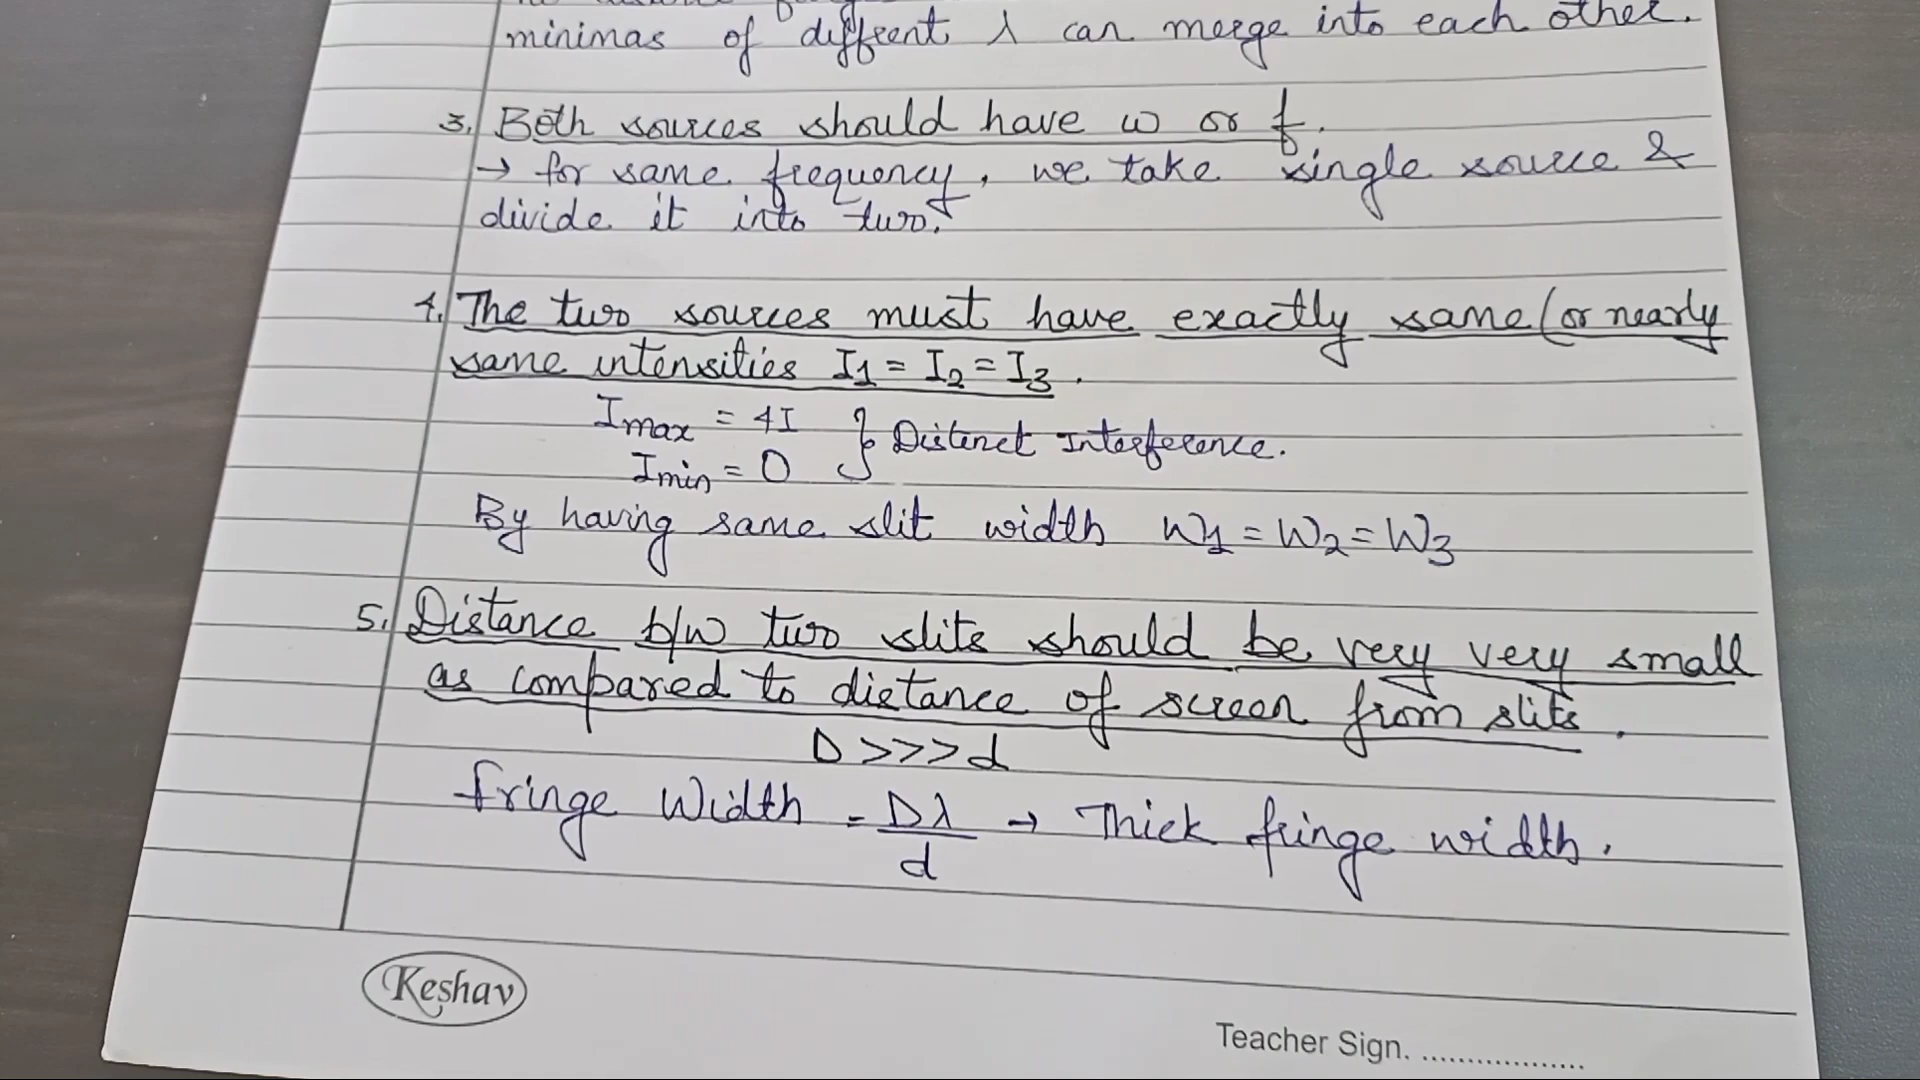 minimas of diffeent λ can merge into each other.
3. Both sources should have w or f.
→ for same frequency, we take single source &
divide it into two.
4. The two sources must have exactly same (or nearly
same intensities I1 = I2 = I3.
Imax = 4I
Imin = 0 } Distinct Interference.
By having same slit width W1 = W2 = W3
5. Distance b/w two slits should be very very small
as compared to distance of screen from slits.
D >>> d
Fringe Width = Dλ/d → Thick fringe width.
Keshav
Teacher Sign. ..................